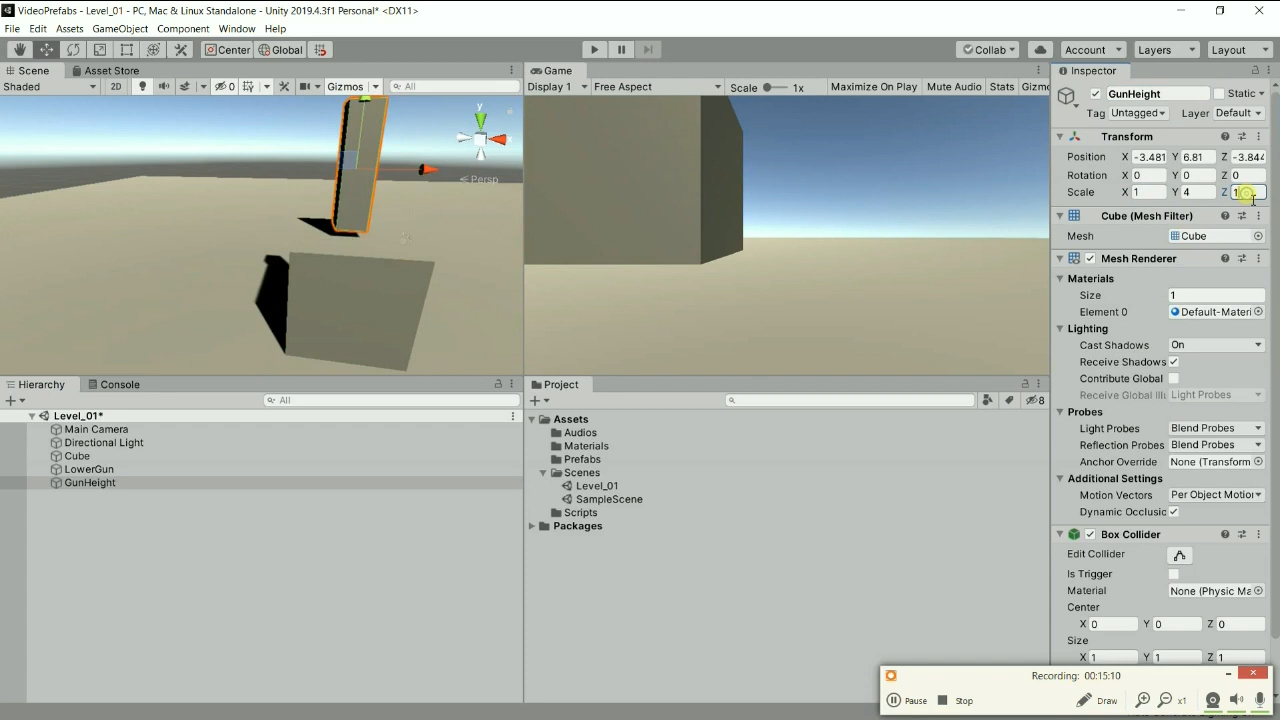 VideoPrefabs - Level_01 - PC, Mac & Linux Standalone - Unity 2019.4.3f1 Personal* <DX11>
File Edit Assets GameObject Component Window Help
Center Global Collab Account Layers Layout
Scene Asset Store
Shaded 2D 0 Gizmos All
y
Persp
Game
Display 1 Free Aspect Scale 1x Maximize On Play Mute Audio Stats Gizmo
Inspector
GunHeight Static
Tag Untagged Layer Default
Transform
Position X -3.481 Y 6.81 Z -3.844
Rotation X 0 Y 0 Z 0
Scale X 1 Y 4 Z 1
Cube (Mesh Filter)
Mesh Cube
Mesh Renderer
Materials
Size 1
Element 0 Default-Materi
Lighting
Cast Shadows On
Receive Shadows
Contribute Global
Receive Global Illu Light Probes
Probes
Light Probes Blend Probes
Reflection Probes Blend Probes
Anchor Override None (Transform
Additional Settings
Motion Vectors Per Object Motion
Dynamic Occlusic
Box Collider
Edit Collider
Is Trigger
Material None (Physic Ma
Center
X 0 Y 0 Z 0
Size
X 1 Y 1 Z 1
Hierarchy Console
All
Level_01*
Main Camera
Directional Light
Cube
LowerGun
GunHeight
Project
8
Assets
Audios
Materials
Prefabs
Scenes
Level_01
SampleScene
Scripts
Packages
Recording: 00:15:10
Pause Stop Draw x1